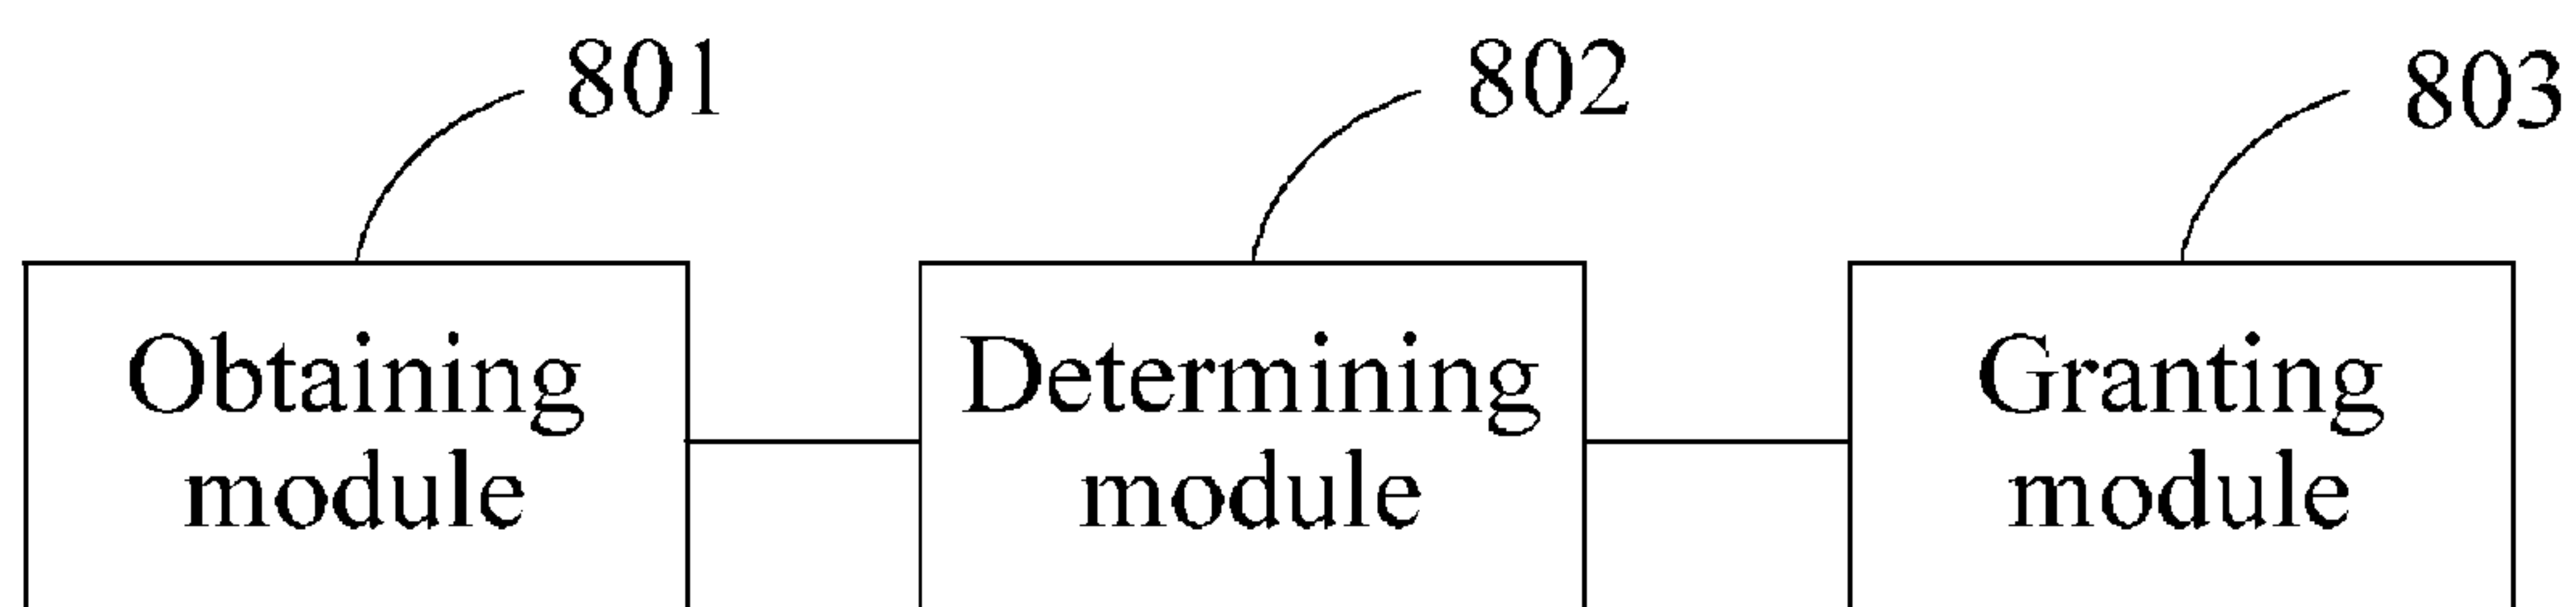 801
802
803
Obtaining
module
Determining
module
Granting
module